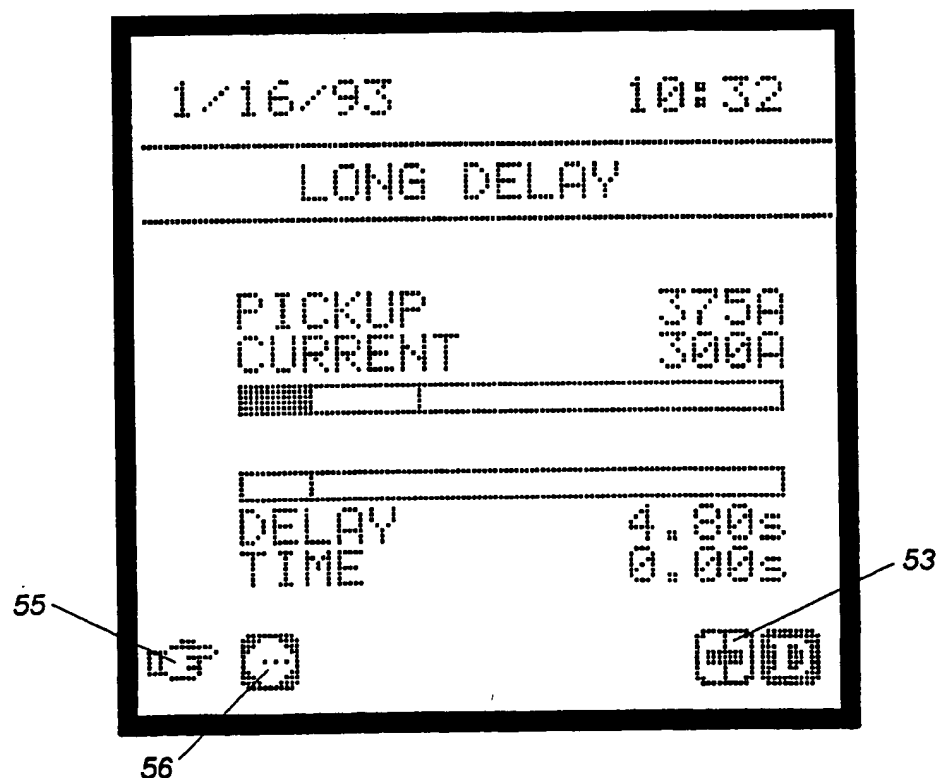 1/16/93 10:32
LONG DELAY
PICKUP 375A
CURRENT 300A
DELAY 4.80s
TIME 0.00s
55
56
53
D